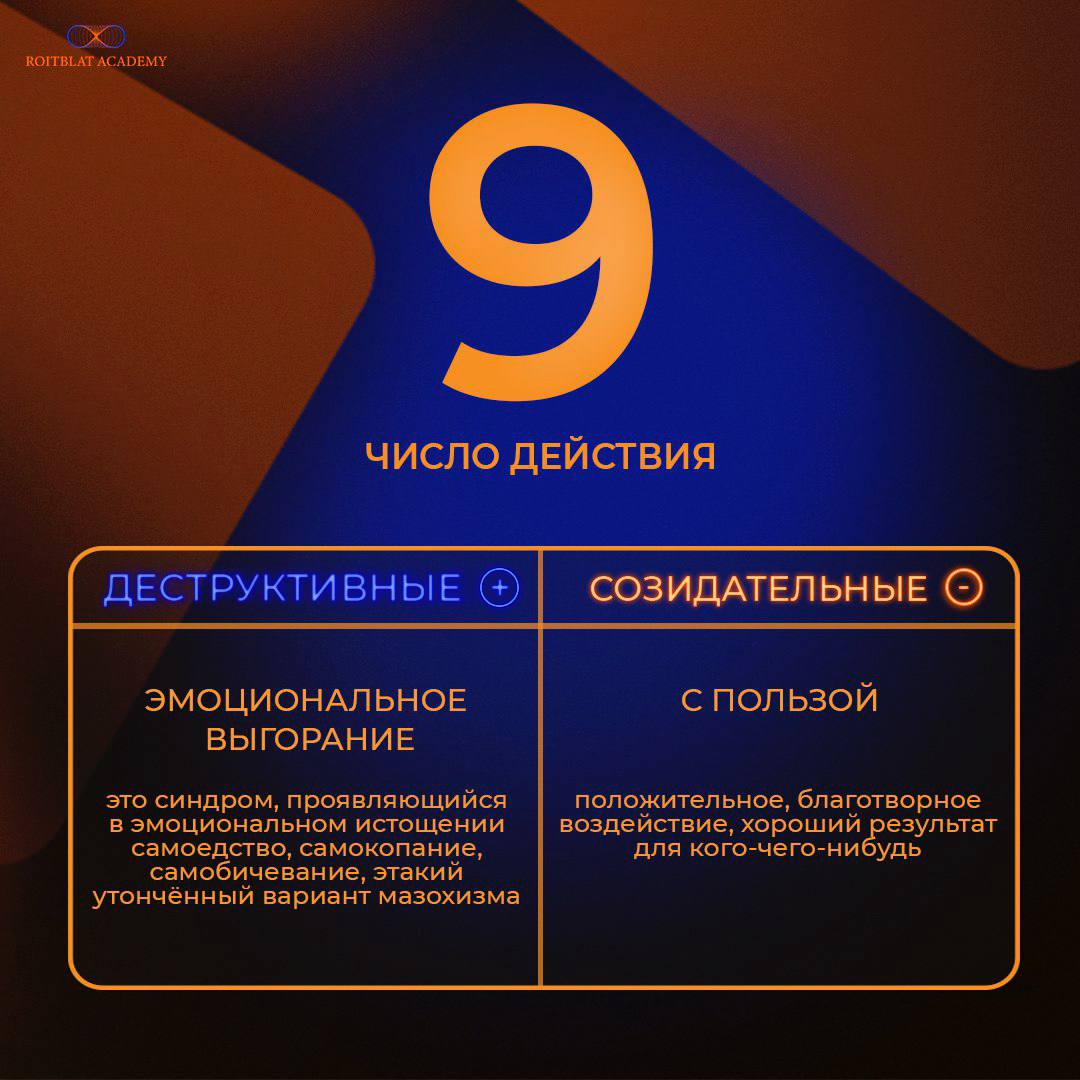 ROITBLAT ACADEMY
9
ЧИСЛО ДЕЙСТВИЯ
ДЕСТРУКТИВНЫЕ +
СОЗИДАТЕЛЬНЫЕ -
ЭМОЦИОНАЛЬНОЕ
ВЫГОРАНИЕ
это синдром, проявляющийся
в эмоциональном истощении
самоедство, самокопание,
самобичевание, этакий
утончённый вариант мазохизма
С ПОЛЬЗОЙ
положительное, благотворное
воздействие, хороший результат
для кого-чего-нибудь